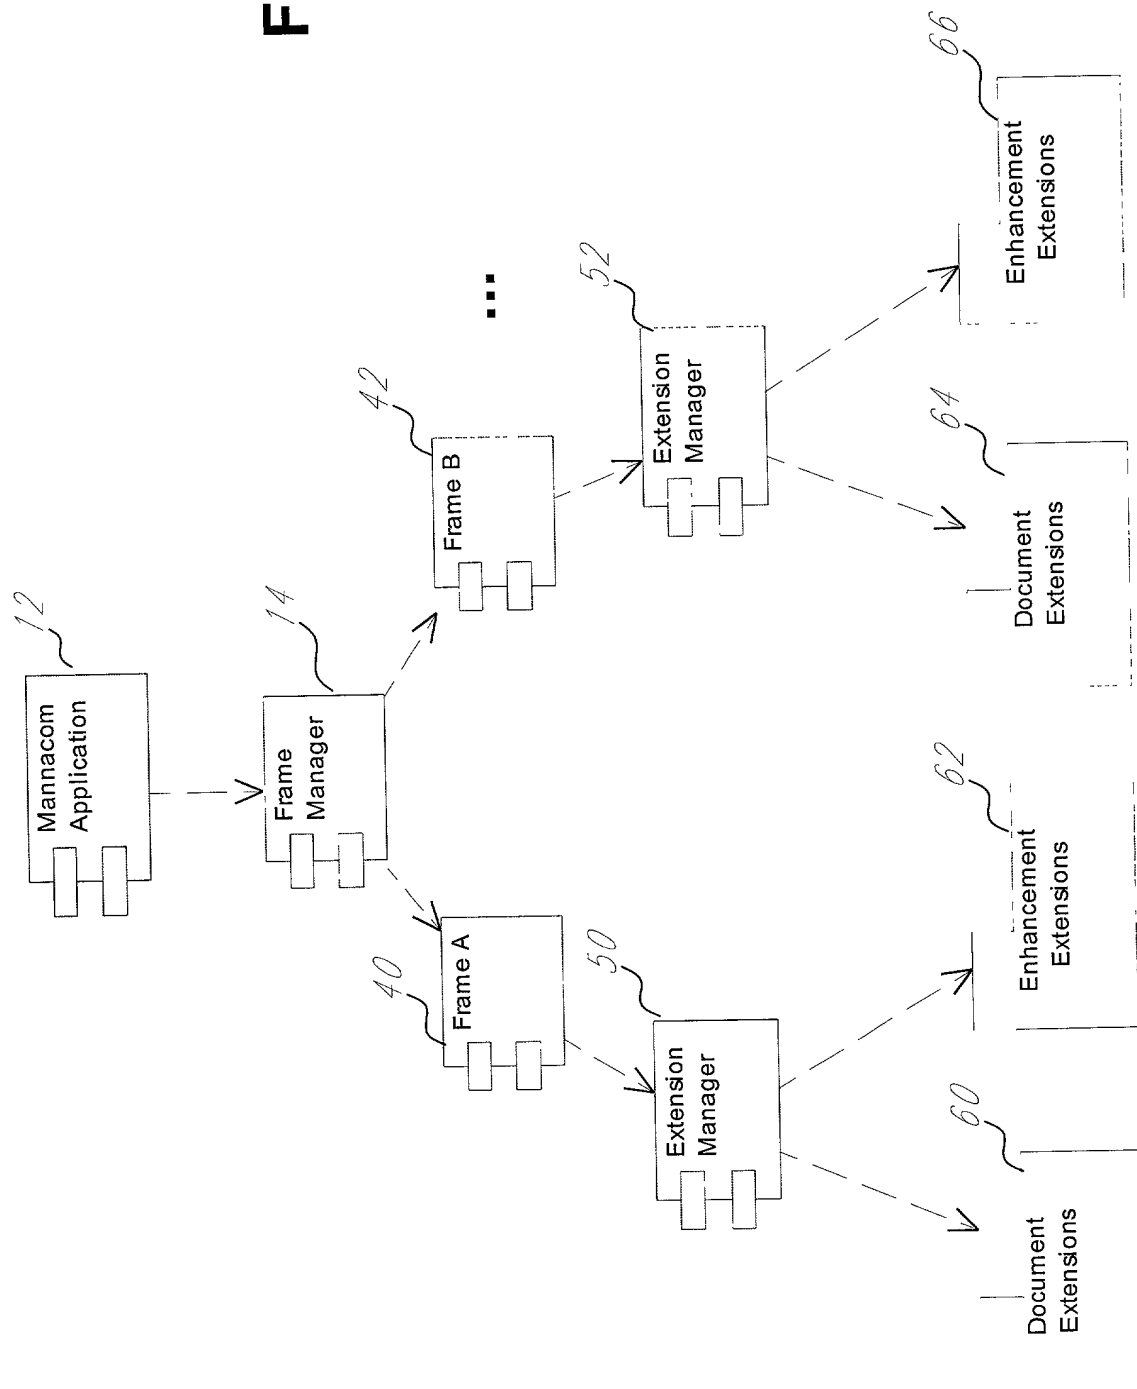 F
12
Mannacom
Application
14
Frame
Manager
40
Frame A
42
Frame B
...
50
Extension
Manager
52
Extension
Manager
60
Document
Extensions
62
Enhancement
Extensions
64
Document
Extensions
66
Enhancement
Extensions